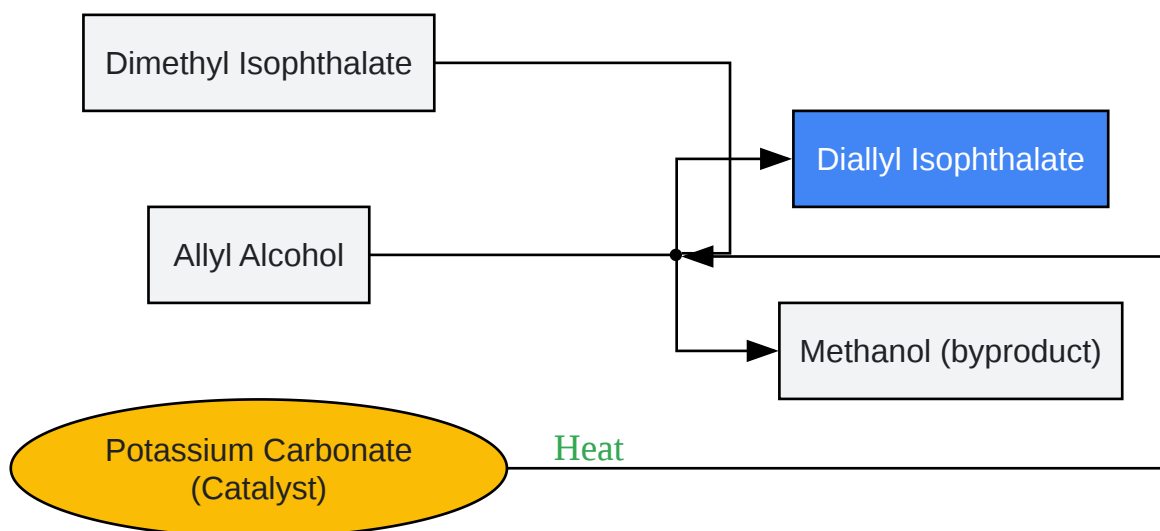 Dimethyl Isophthalate
Diallyl Isophthalate
Allyl Alcohol
Methanol (byproduct)
Heat
Potassium Carbonate
(Catalyst)